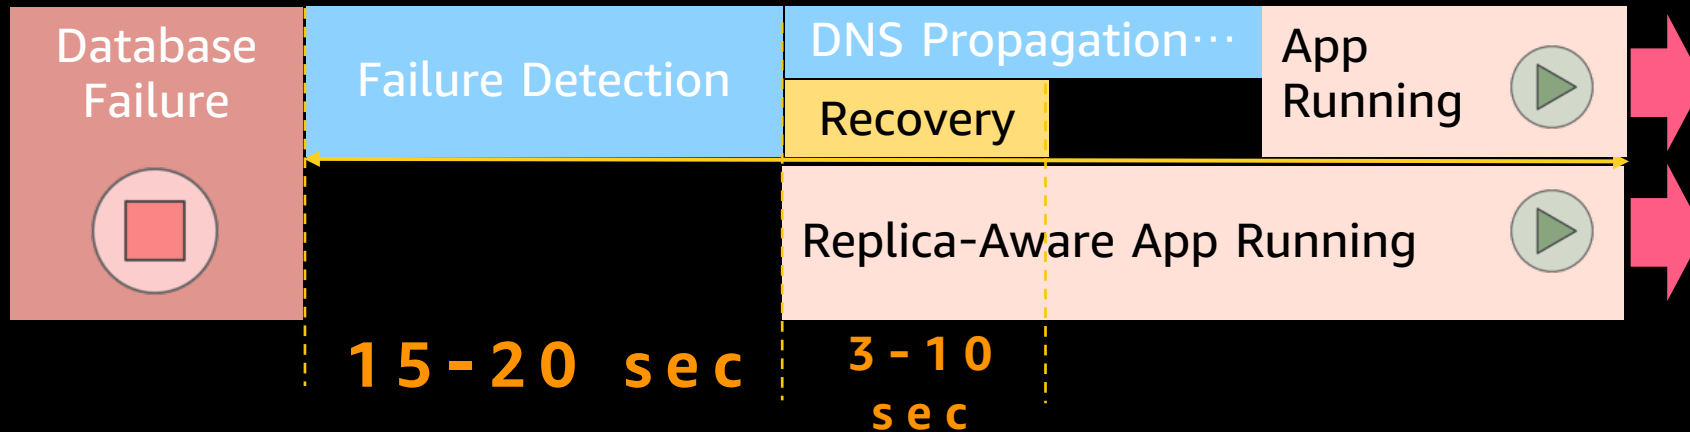 Database
Failure
Failure Detection
DNS Propagation…
Recovery
App
Running
Replica-Aware App Running
15-20 sec
3-10
sec